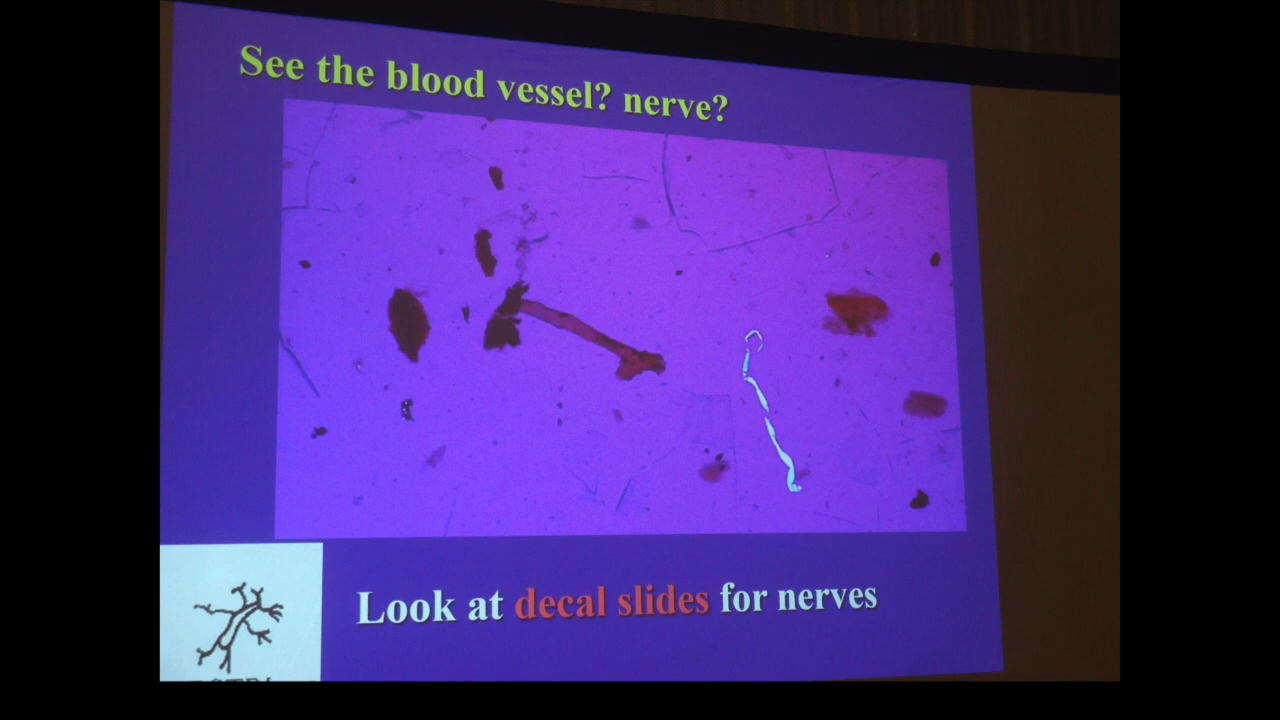 See the blood vessel? nerve?
Look at decal slides for nerves